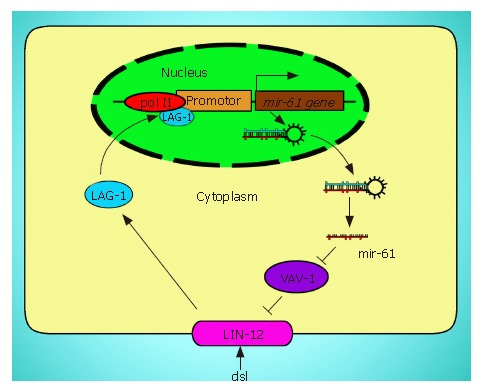 Nucleus
pol II
Promotor
mir-61 gene
LAG-1
LAG-1
Cytoplasm
mir-61
VAV-1
LIN-12
dsl